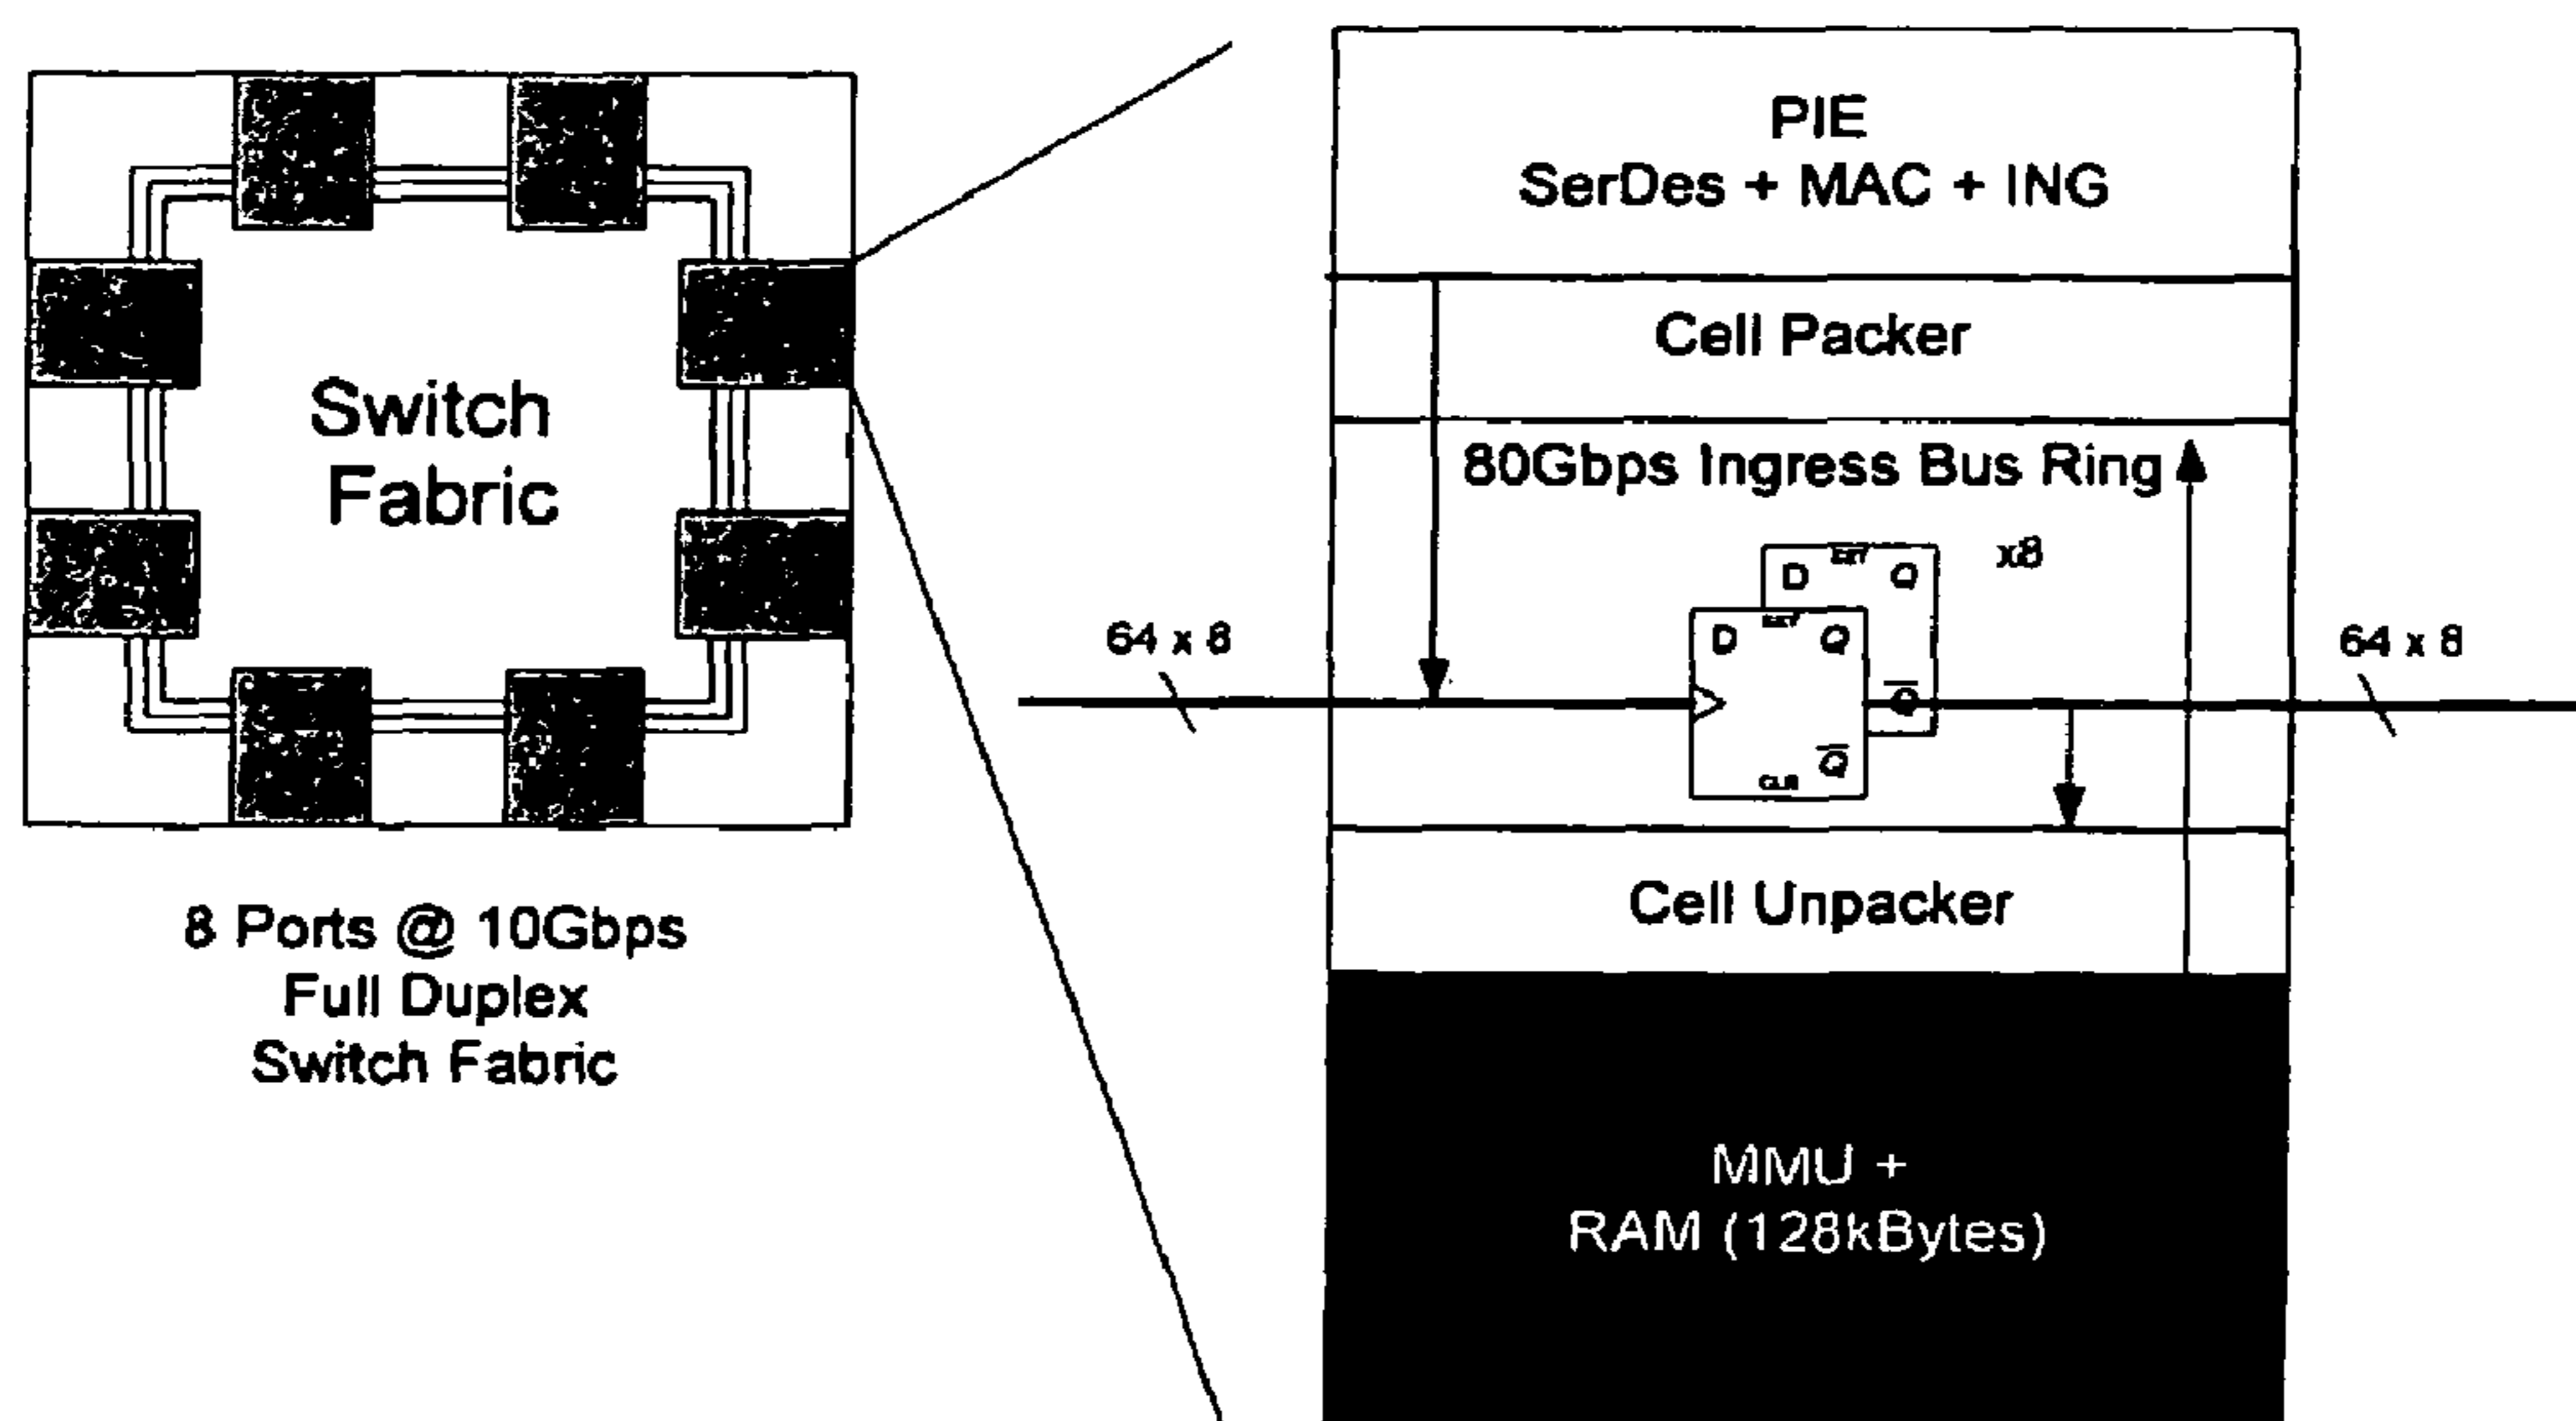 Switch
Fabric
8 Ports @ 10Gbps
Full Duplex
Switch Fabric
PIE
SerDes + MAC + ING
Cell Packer
80Gbps Ingress Bus Ring
x8
D Q
Q
D Q
Q
64 x 8
64 x 8
Cell Unpacker
MMU +
RAM (128kBytes)